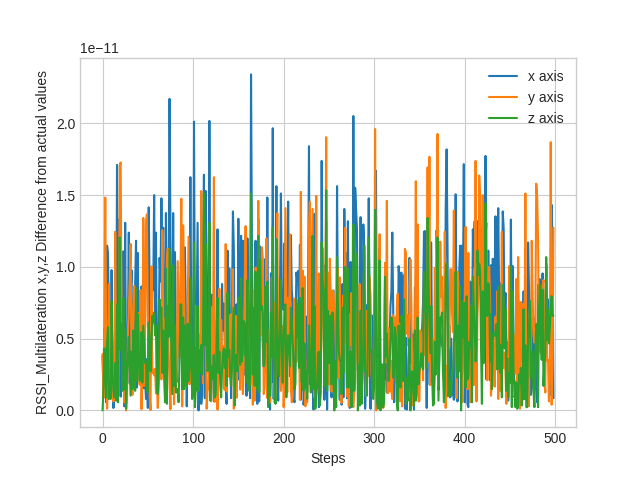 1e−11
RSSI_Multilateration x,y,z Difference from actual values
2.0
1.5
1.0
0.5
0.0
x axis
y axis
z axis
0 100 200 300 400 500
Steps